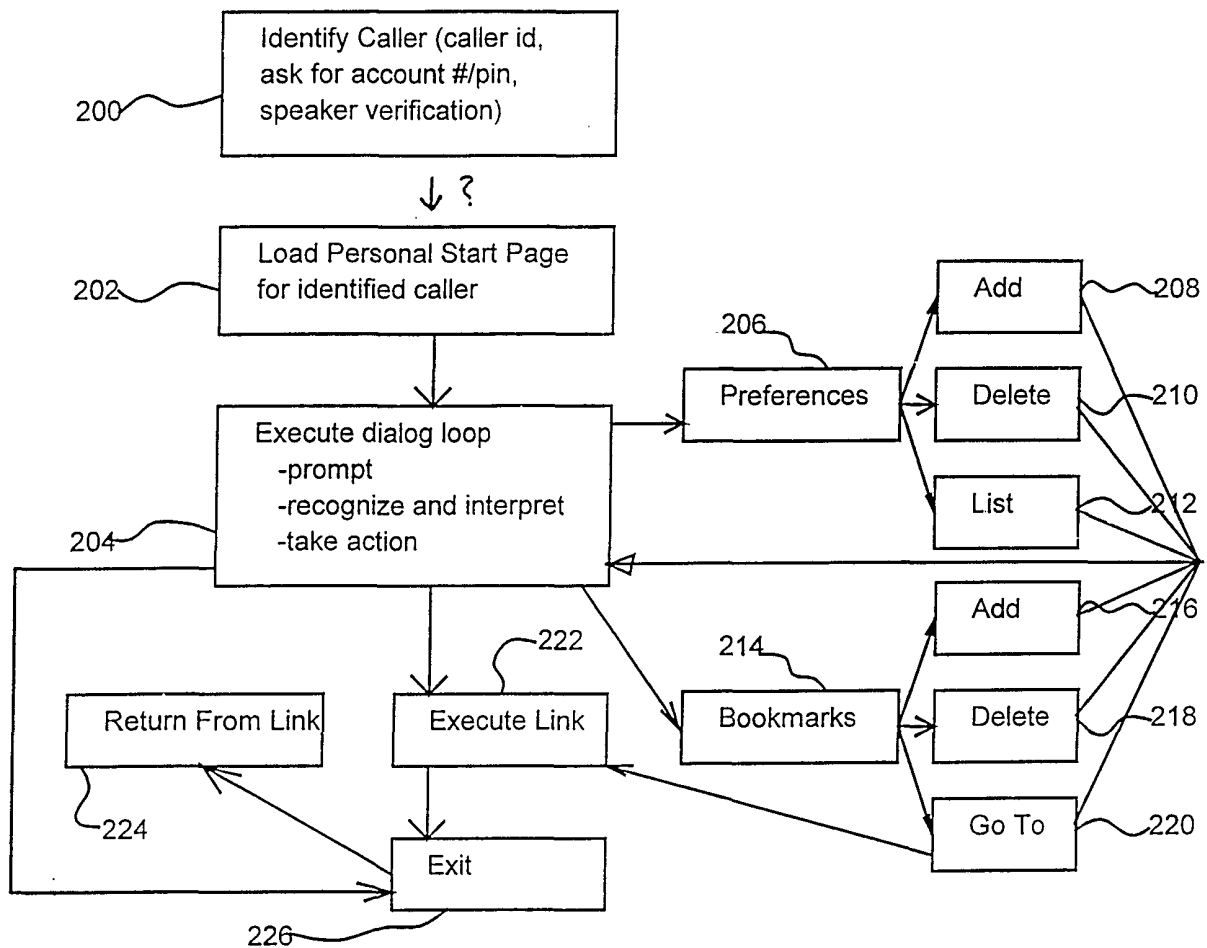 Identify Caller (caller id,
ask for account #/pin,
speaker verification)
200
?
Load Personal Start Page
for identified caller
202
Add
208
206
Preferences
Delete
210
Execute dialog loop
-prompt
-recognize and interpret
-take action
List
212
204
Add
216
222
214
Return From Link
Execute Link
Bookmarks
Delete
218
224
Go To
220
Exit
226